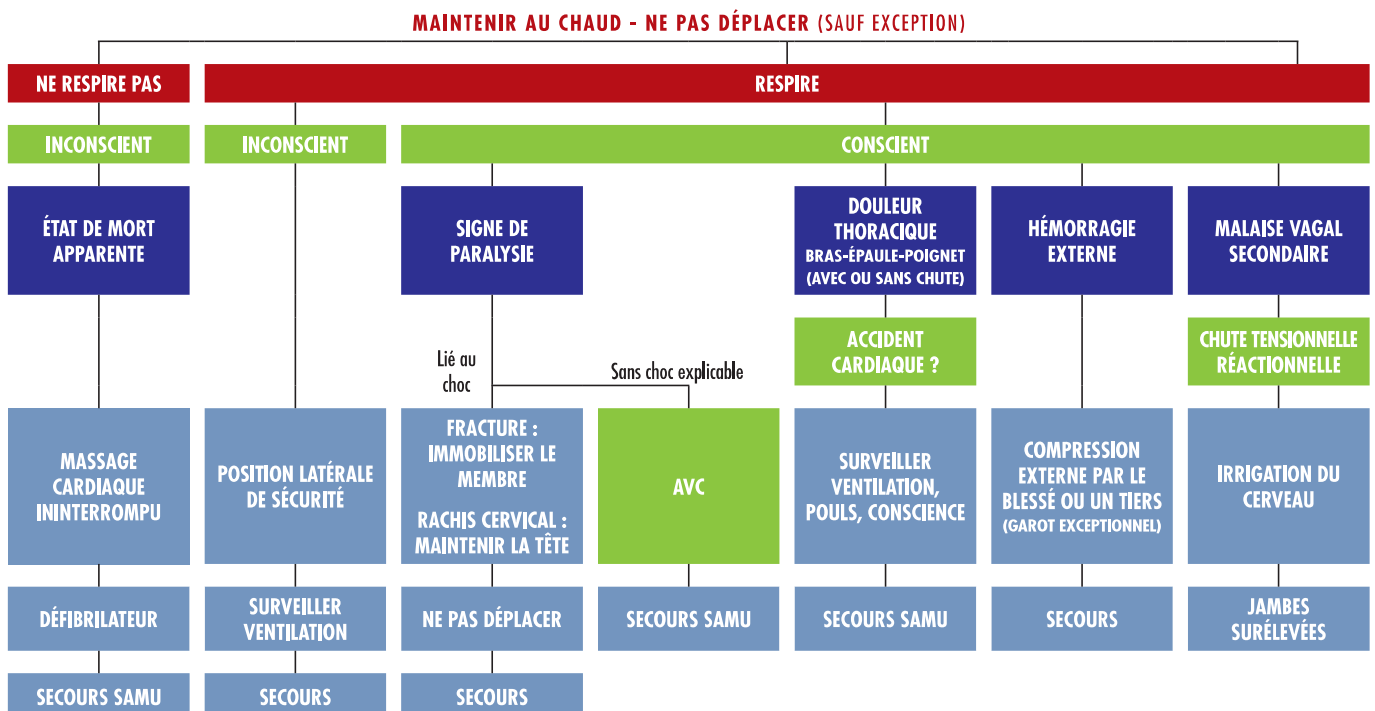 MAINTENIR AU CHAUD - NE PAS DÉPLACER (SAUF EXCEPTION)
NE RESPIRE PAS
RESPIRE
INCONSCIENT
INCONSCIENT
CONSCIENT
ÉTAT DE MORT
APPARENTE
SIGNE DE
PARALYSIE
DOULEUR
THORACIQUE
BRAS-ÉPAULE-POIGNET
(AVEC OU SANS CHUTE)
HÉMORRAGIE
EXTERNE
MALAISE VAGAL
SECONDAIRE
Lié au
choc
Sans choc explicable
ACCIDENT
CARDIAQUE ?
CHUTE TENSIONNELLE
RÉACTIONNELLE
MASSAGE
CARDIAQUE
ININTERROMPU
POSITION LATÉRALE
DE SÉCURITÉ
FRACTURE :
IMMOBILISER LE
MEMBRE
RACHIS CERVICAL :
MAINTENIR LA TÊTE
AVC
SURVEILLER
VENTILATION,
POULS, CONSCIENCE
COMPRESSION
EXTERNE PAR LE
BLESSÉ OU UN TIERS
(GAROT EXCEPTIONNEL)
IRRIGATION DU
CERVEAU
DÉFIBRILATEUR
SURVEILLER
VENTILATION
NE PAS DÉPLACER
SECOURS SAMU
SECOURS SAMU
SECOURS
JAMBES
SURÉLEVÉES
SECOURS SAMU
SECOURS
SECOURS